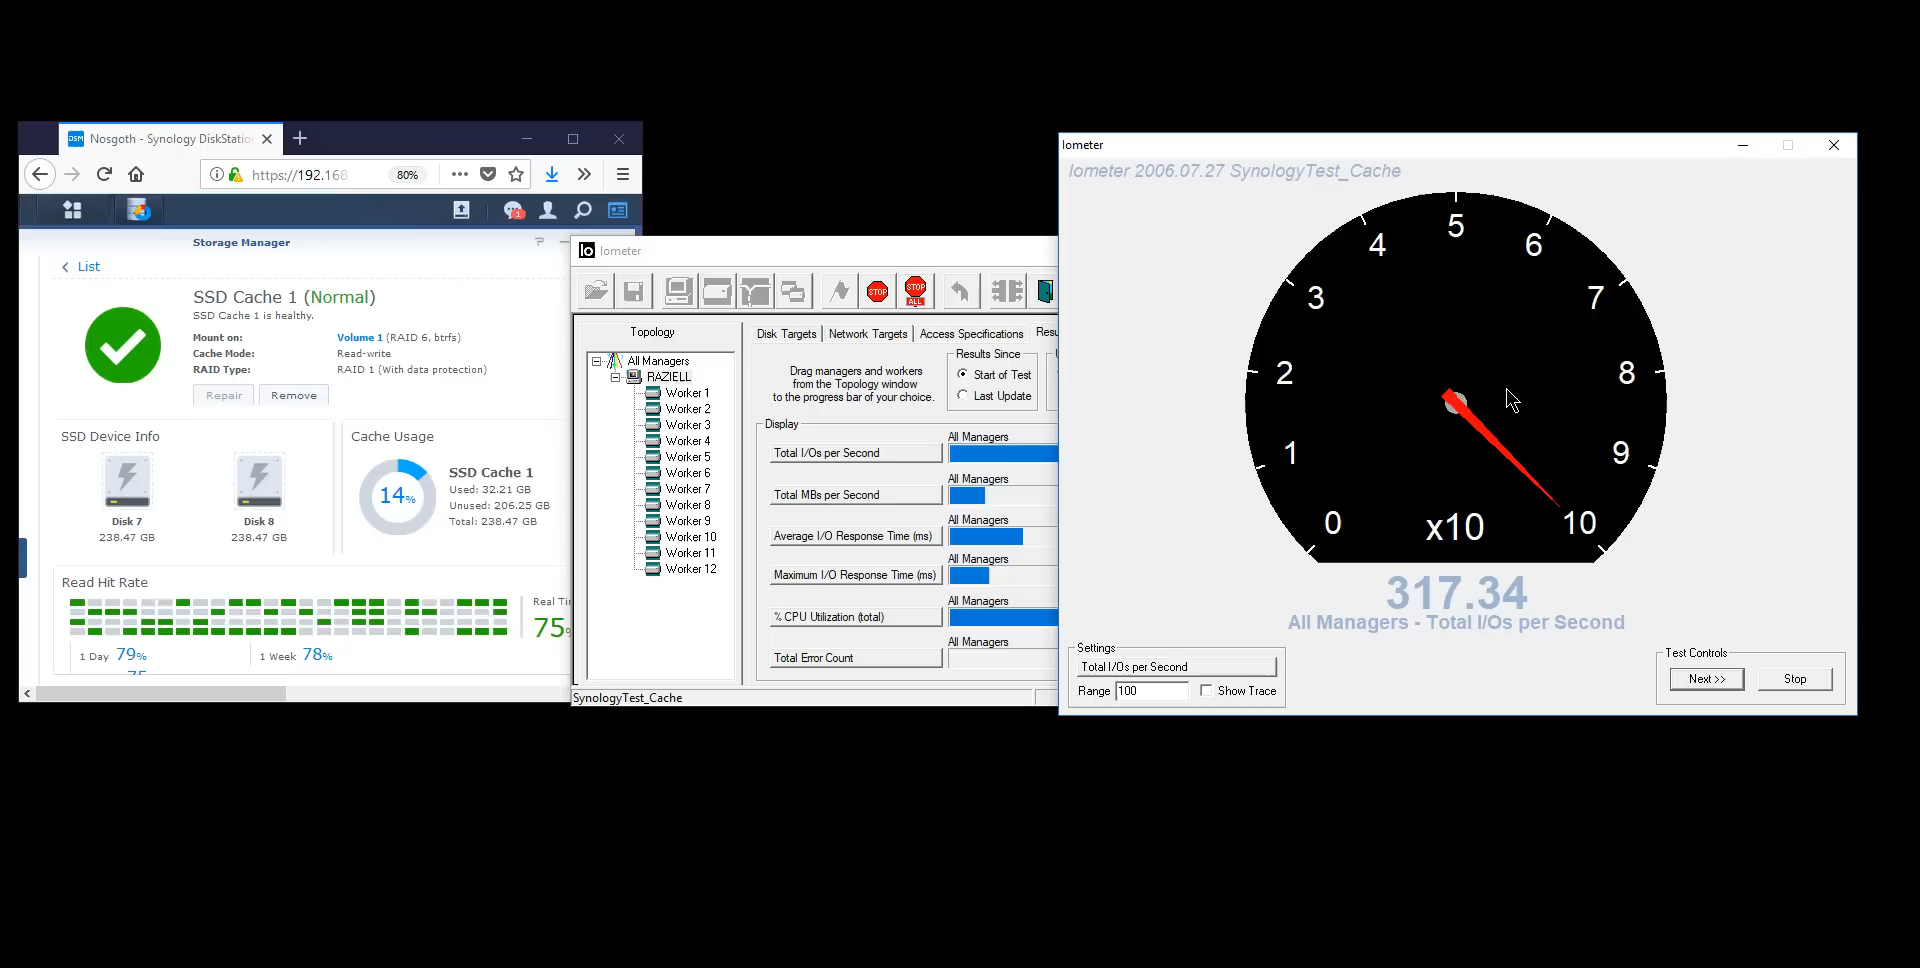 Nosgoth - Synology DiskStatio
https://192.168
80%
1
Storage Manager
List
SSD Cache 1 (Normal)
SSD Cache 1 is healthy.
Mount on: Volume 1 (RAID 6, btrfs)
Cache Mode: Read-write
RAID Type: RAID 1 (With data protection)
Repair Remove
SSD Device Info
Disk 7
238.47 GB
Disk 8
238.47 GB
Cache Usage
14%
SSD Cache 1
Used: 32.21 GB
Unused: 206.25 GB
Total: 238.47 GB
Read Hit Rate
Real Ti
75%
1 Day 79%
1 Week 78%
Iometer
STOP
STOP
ALL
Topology
All Managers
RAZIELL
Worker 1
Worker 2
Worker 3
Worker 4
Worker 5
Worker 6
Worker 7
Worker 8
Worker 9
Worker 10
Worker 11
Worker 12
Disk Targets Network Targets Access Specifications Resu
Drag managers and workers
from the Topology window
to the progress bar of your choice.
Results Since
Start of Test
Last Update
Display
All Managers
Total I/Os per Second
All Managers
Total MBs per Second
All Managers
Average I/O Response Time (ms)
All Managers
Maximum I/O Response Time (ms)
All Managers
% CPU Utilization (total)
All Managers
Total Error Count
SynologyTest_Cache
Iometer
Iometer 2006.07.27 SynologyTest_Cache
0
1
2
3
4
5
6
7
8
9
10
x10
317.34
All Managers - Total I/Os per Second
Settings
Total I/Os per Second
Range 100 Show Trace
Test Controls
Next >> Stop